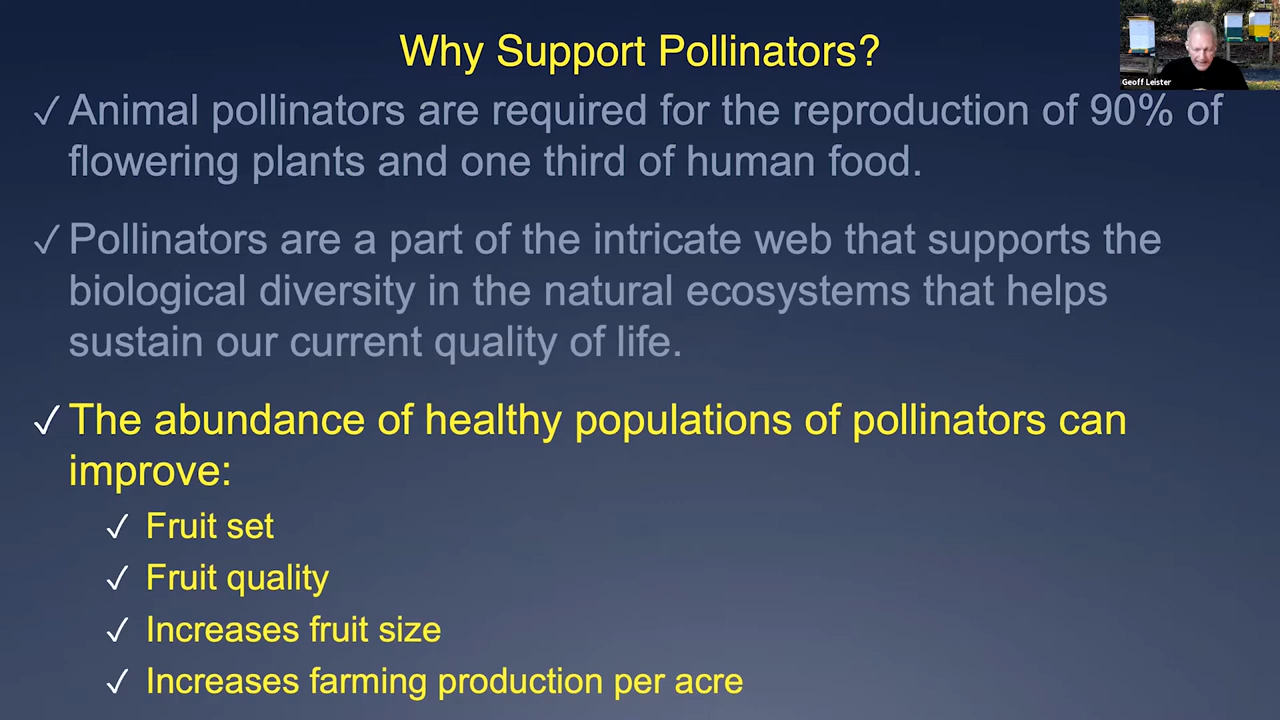 Why Support Pollinators?
Geoff Leister
✓ Animal pollinators are required for the reproduction of 90% of
flowering plants and one third of human food.
✓ Pollinators are a part of the intricate web that supports the
biological diversity in the natural ecosystems that helps
sustain our current quality of life.
✓ The abundance of healthy populations of pollinators can
improve:
✓ Fruit set
✓ Fruit quality
✓ Increases fruit size
✓ Increases farming production per acre